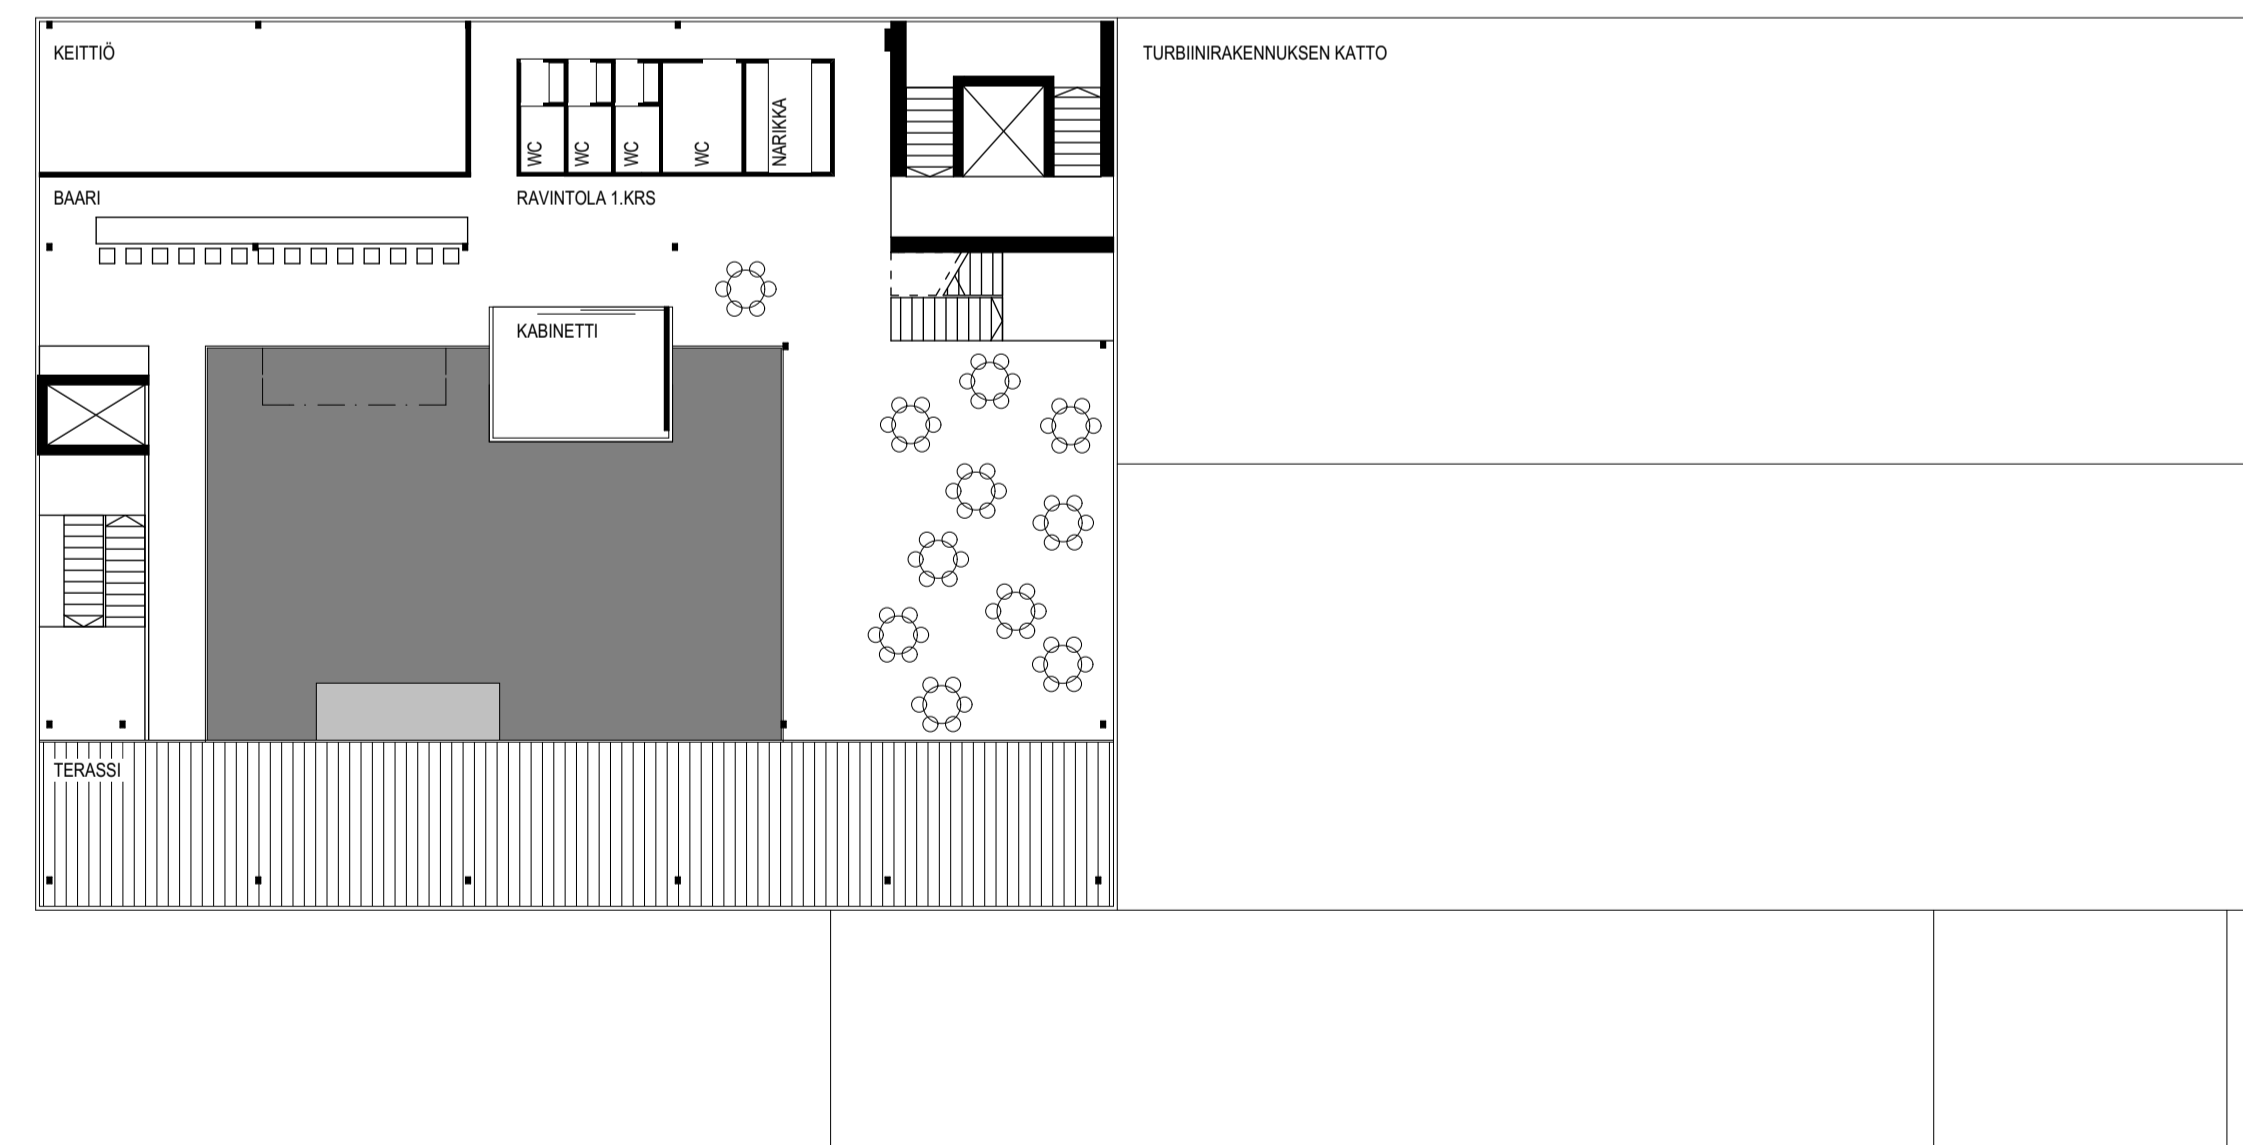 KEITTIÖ
TURBIINIRAKENNUKSEN KATTO
WC
WC
WC
WC
NARIKKA
BAARI
RAVINTOLA 1.KRS
KABINETTI
TERASSI